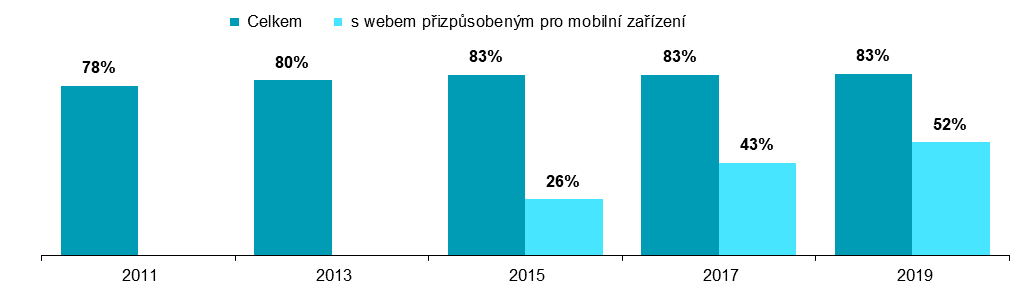 Celkem s webem přizpůsobeným pro mobilní zařízení
78% 80% 83% 83% 83%
26% 43% 52%
2011 2013 2015 2017 2019